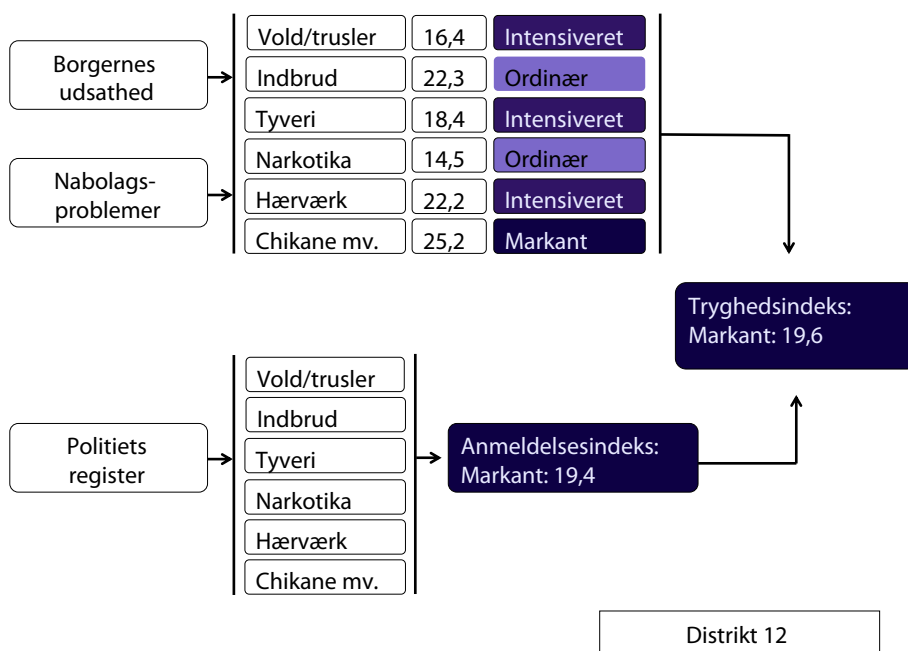 Borgernes
udsathed
Nabolags-
problemer
Vold/trusler 16,4 Intensiveret
Indbrud 22,3 Ordinær
Tyveri 18,4 Intensiveret
Narkotika 14,5 Ordinær
Hærværk 22,2 Intensiveret
Chikane mv. 25,2 Markant
Tryghedsindeks:
Markant: 19,6
Politiets
register
Vold/trusler
Indbrud
Tyveri
Narkotika
Hærværk
Chikane mv.
Anmeldelsesindeks:
Markant: 19,4
Distrikt 12